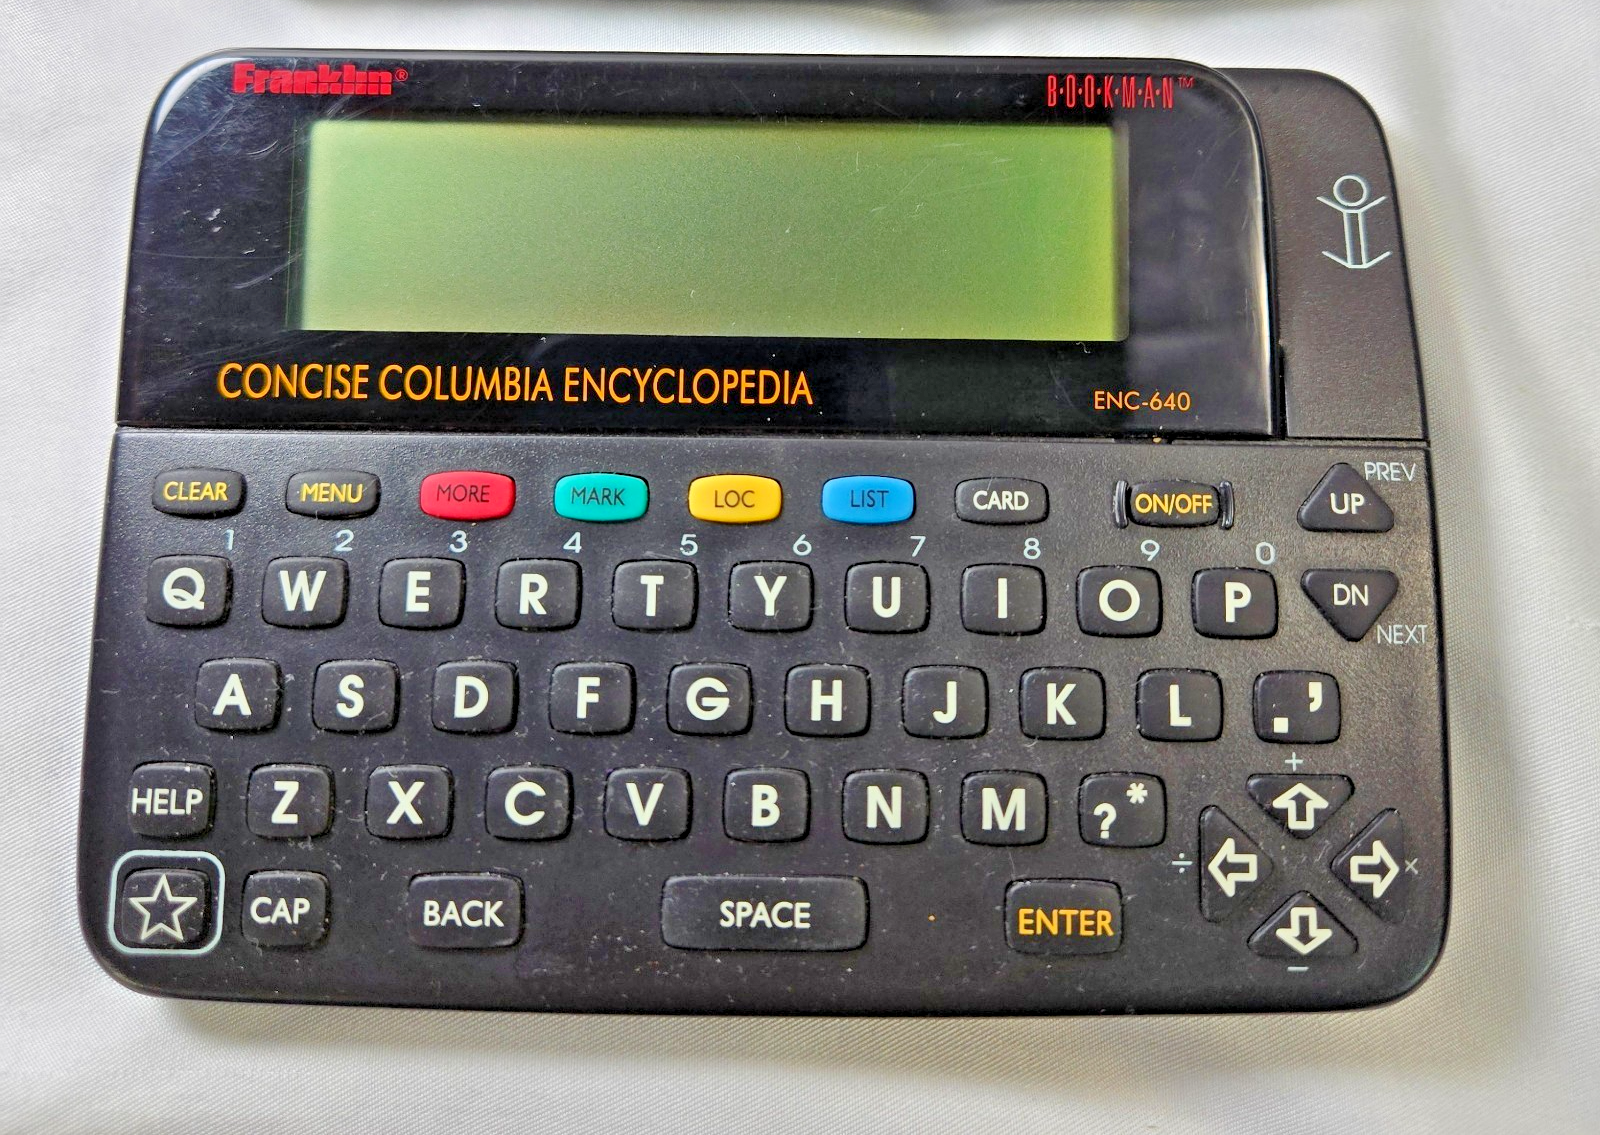 Franklin®
B·O·O·K·M·A·N™
CONCISE COLUMBIA ENCYCLOPEDIA
ENC-640
CLEAR MENU MORE MARK LOC LIST CARD ON/OFF UP PREV
1 2 3 4 5 6 7 8 9 0
Q W E R T Y U I O P DN NEXT
A S D F G H J K L . ’
HELP Z X C V B N M ? * +
÷ ×
CAP BACK SPACE ENTER −